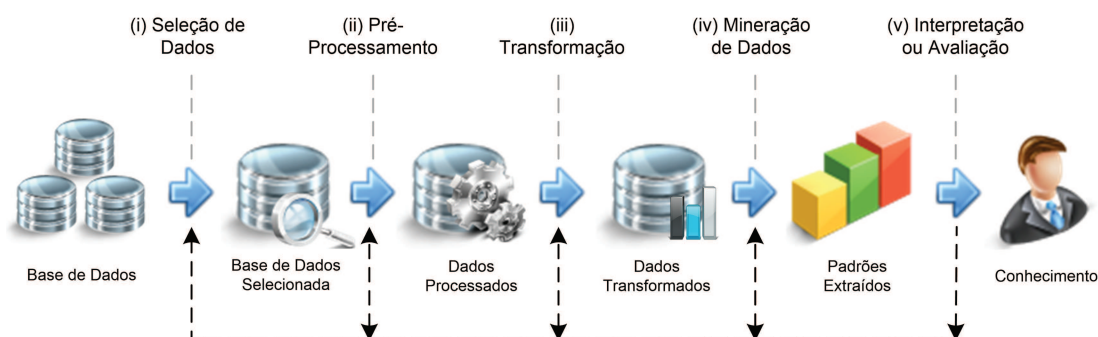 (i) Seleção de
Dados
(ii) Pré-
Processamento
(iii)
Transformação
(iv) Mineração
de Dados
(v) Interpretação
ou Avaliação
Base de Dados
Base de Dados
Selecionada
Dados
Processados
Dados
Transformados
Padrões
Extraídos
Conhecimento